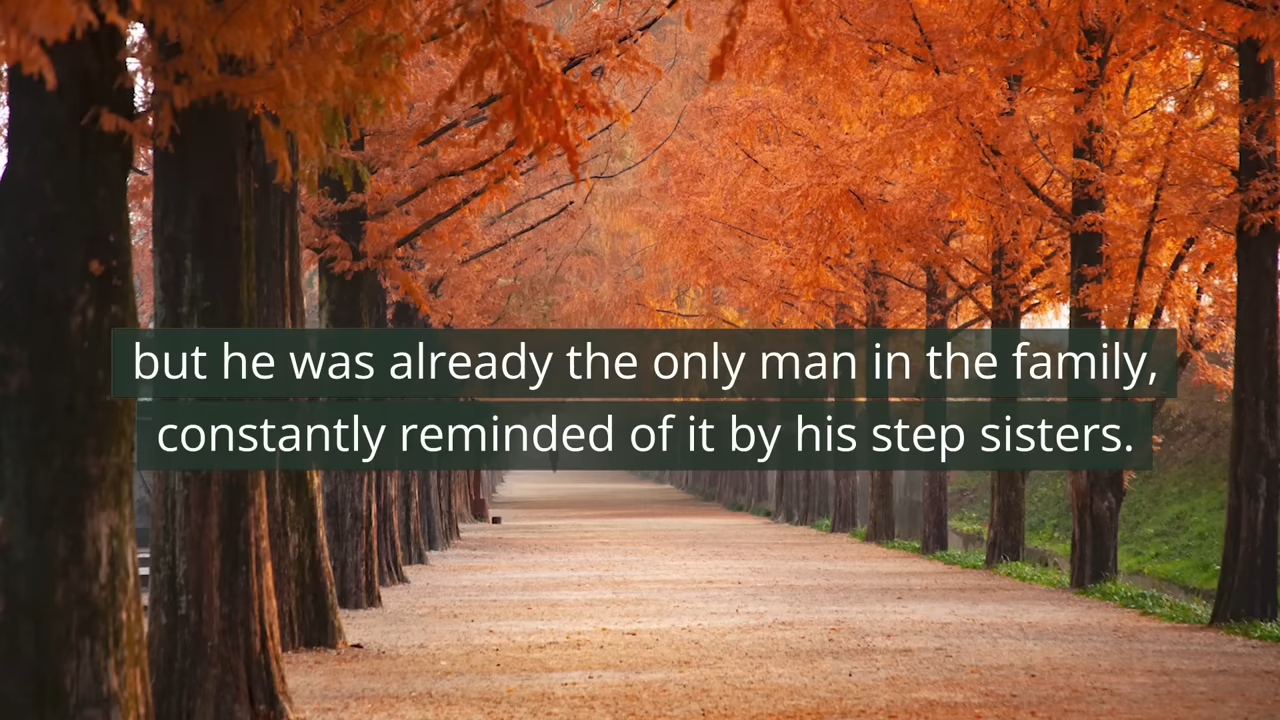 but he was already the only man in the family,
constantly reminded of it by his step sisters.